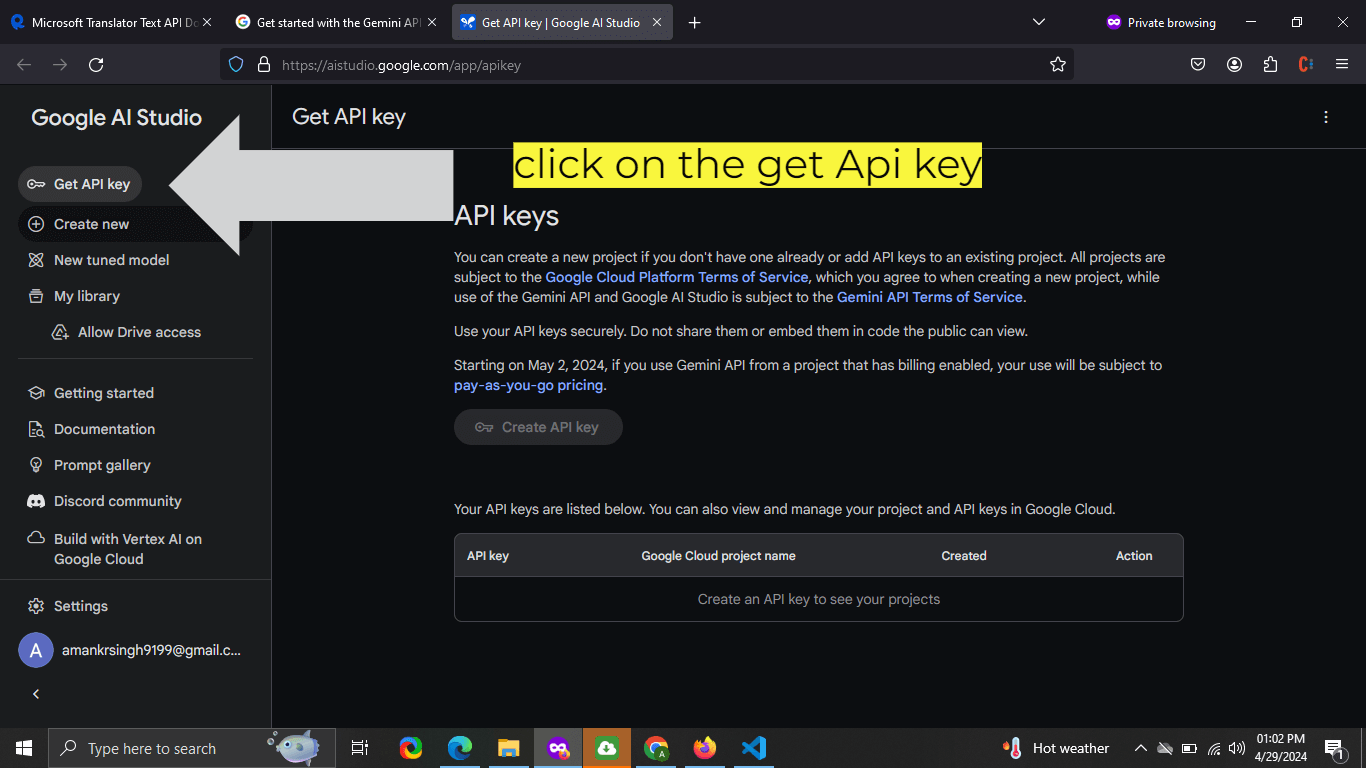 Microsoft Translator Text API Do
Get started with the Gemini API
Get API key | Google AI Studio
Private browsing
https://aistudio.google.com/app/apikey
Google AI Studio
Get API key
Get API key
click on the get Api key
Create new
New tuned model
My library
Allow Drive access
Getting started
Documentation
Prompt gallery
Discord community
Build with Vertex AI on
Google Cloud
Settings
A
amankrsingh9199@gmail.c...
API keys
You can create a new project if you don't have one already or add API keys to an existing project. All projects are
subject to the Google Cloud Platform Terms of Service, which you agree to when creating a new project, while
use of the Gemini API and Google AI Studio is subject to the Gemini API Terms of Service.
Use your API keys securely. Do not share them or embed them in code the public can view.
Starting on May 2, 2024, if you use Gemini API from a project that has billing enabled, your use will be subject to
pay-as-you-go pricing.
Create API key
Your API keys are listed below. You can also view and manage your project and API keys in Google Cloud.
API key Google Cloud project name Created Action
Create an API key to see your projects
Type here to search
Hot weather
01:02 PM
4/29/2024
1